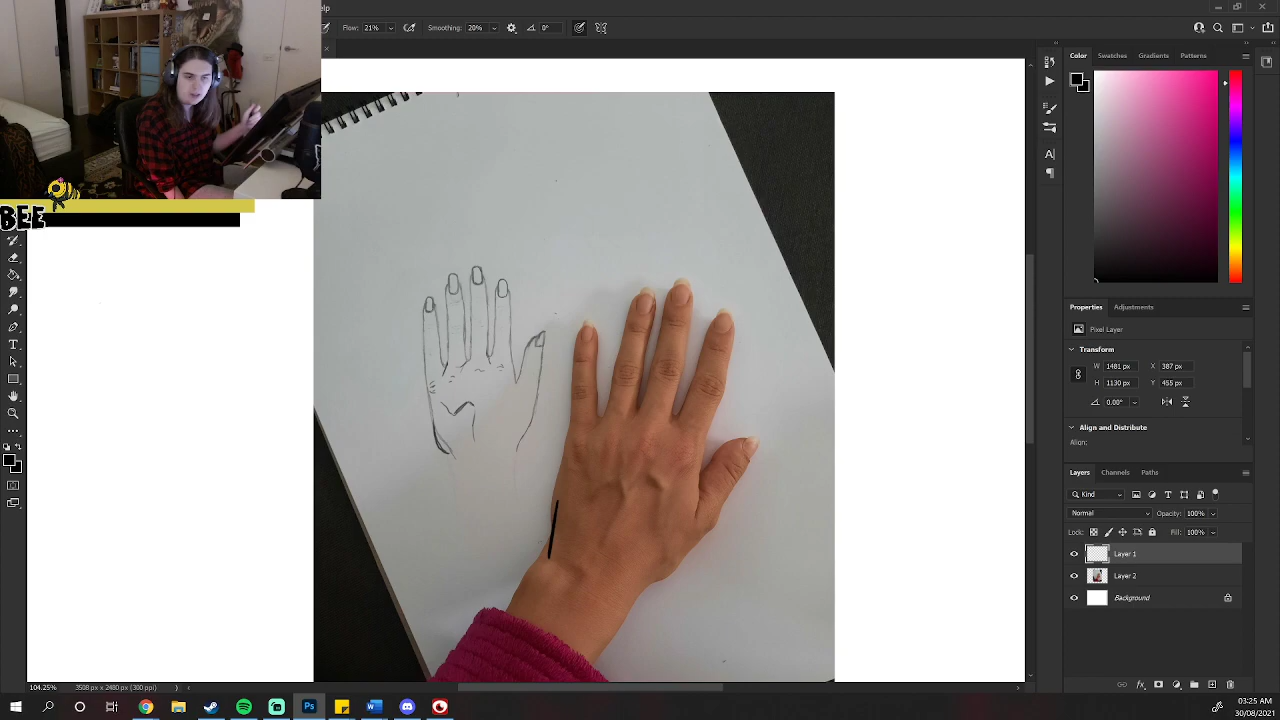 elp
Flow: 21%
Smoothing: 20%
0°
BEE
Color
Swatches
Gradients
Patterns
Properties
Adjustments
Pixel Layer
Transform
W 1481 px
X 387 px
H 1130 px
Y 455 px
0.00°
Align and Distribute
Align:
Layers
Channels
Paths
Kind
Normal
Opacity: 100%
Lock:
Fill: 100%
Layer 1
Layer 2
Background
104.25%
3508 px x 2480 px (300 ppi)
03:25 AM
30/08/2021